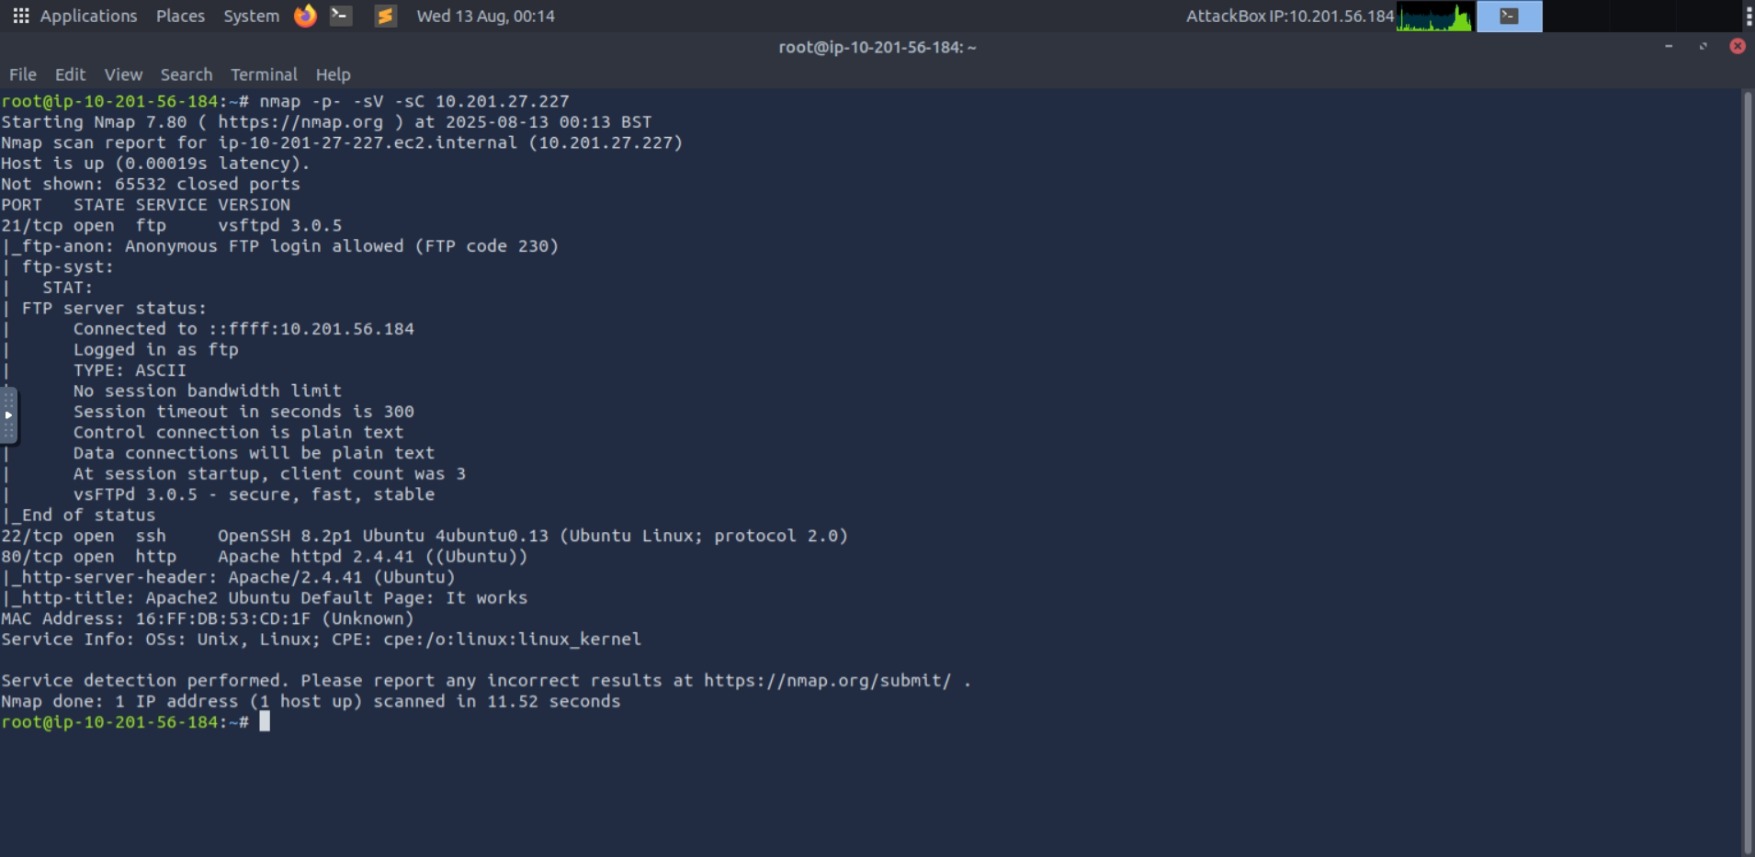 Applications Places System Wed 13 Aug, 00:14 AttackBox IP:10.201.56.184
root@ip-10-201-56-184: ~
File Edit View Search Terminal Help
root@ip-10-201-56-184:~# nmap -p- -sV -sC 10.201.27.227
Starting Nmap 7.80 ( https://nmap.org ) at 2025-08-13 00:13 BST
Nmap scan report for ip-10-201-27-227.ec2.internal (10.201.27.227)
Host is up (0.00019s latency).
Not shown: 65532 closed ports
PORT   STATE SERVICE VERSION
21/tcp open  ftp     vsftpd 3.0.5
|_ftp-anon: Anonymous FTP login allowed (FTP code 230)
| ftp-syst:
|   STAT:
| FTP server status:
|      Connected to ::ffff:10.201.56.184
|      Logged in as ftp
|      TYPE: ASCII
|      No session bandwidth limit
|      Session timeout in seconds is 300
|      Control connection is plain text
|      Data connections will be plain text
|      At session startup, client count was 3
|      vsFTPd 3.0.5 - secure, fast, stable
|_End of status
22/tcp open  ssh     OpenSSH 8.2p1 Ubuntu 4ubuntu0.13 (Ubuntu Linux; protocol 2.0)
80/tcp open  http    Apache httpd 2.4.41 ((Ubuntu))
|_http-server-header: Apache/2.4.41 (Ubuntu)
|_http-title: Apache2 Ubuntu Default Page: It works
MAC Address: 16:FF:DB:53:CD:1F (Unknown)
Service Info: OSs: Unix, Linux; CPE: cpe:/o:linux:linux_kernel

Service detection performed. Please report any incorrect results at https://nmap.org/submit/ .
Nmap done: 1 IP address (1 host up) scanned in 11.52 seconds
root@ip-10-201-56-184:~#